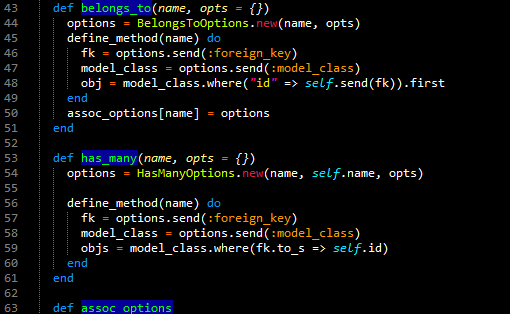 43 def belongs_to(name, opts = {})
44 options = BelongsToOptions.new(name, opts)
45 define_method(name) do
46 fk = options.send(:foreign_key)
47 model_class = options.send(:model_class)
48 obj = model_class.where("id" => self.send(fk)).first
49 end
50 assoc_options[name] = options
51 end
52
53 def has_many(name, opts = {})
54 options = HasManyOptions.new(name, self.name, opts)
55
56 define_method(name) do
57 fk = options.send(:foreign_key)
58 model_class = options.send(:model_class)
59 objs = model_class.where(fk.to_s => self.id)
60 end
61 end
62
63 def assoc_options